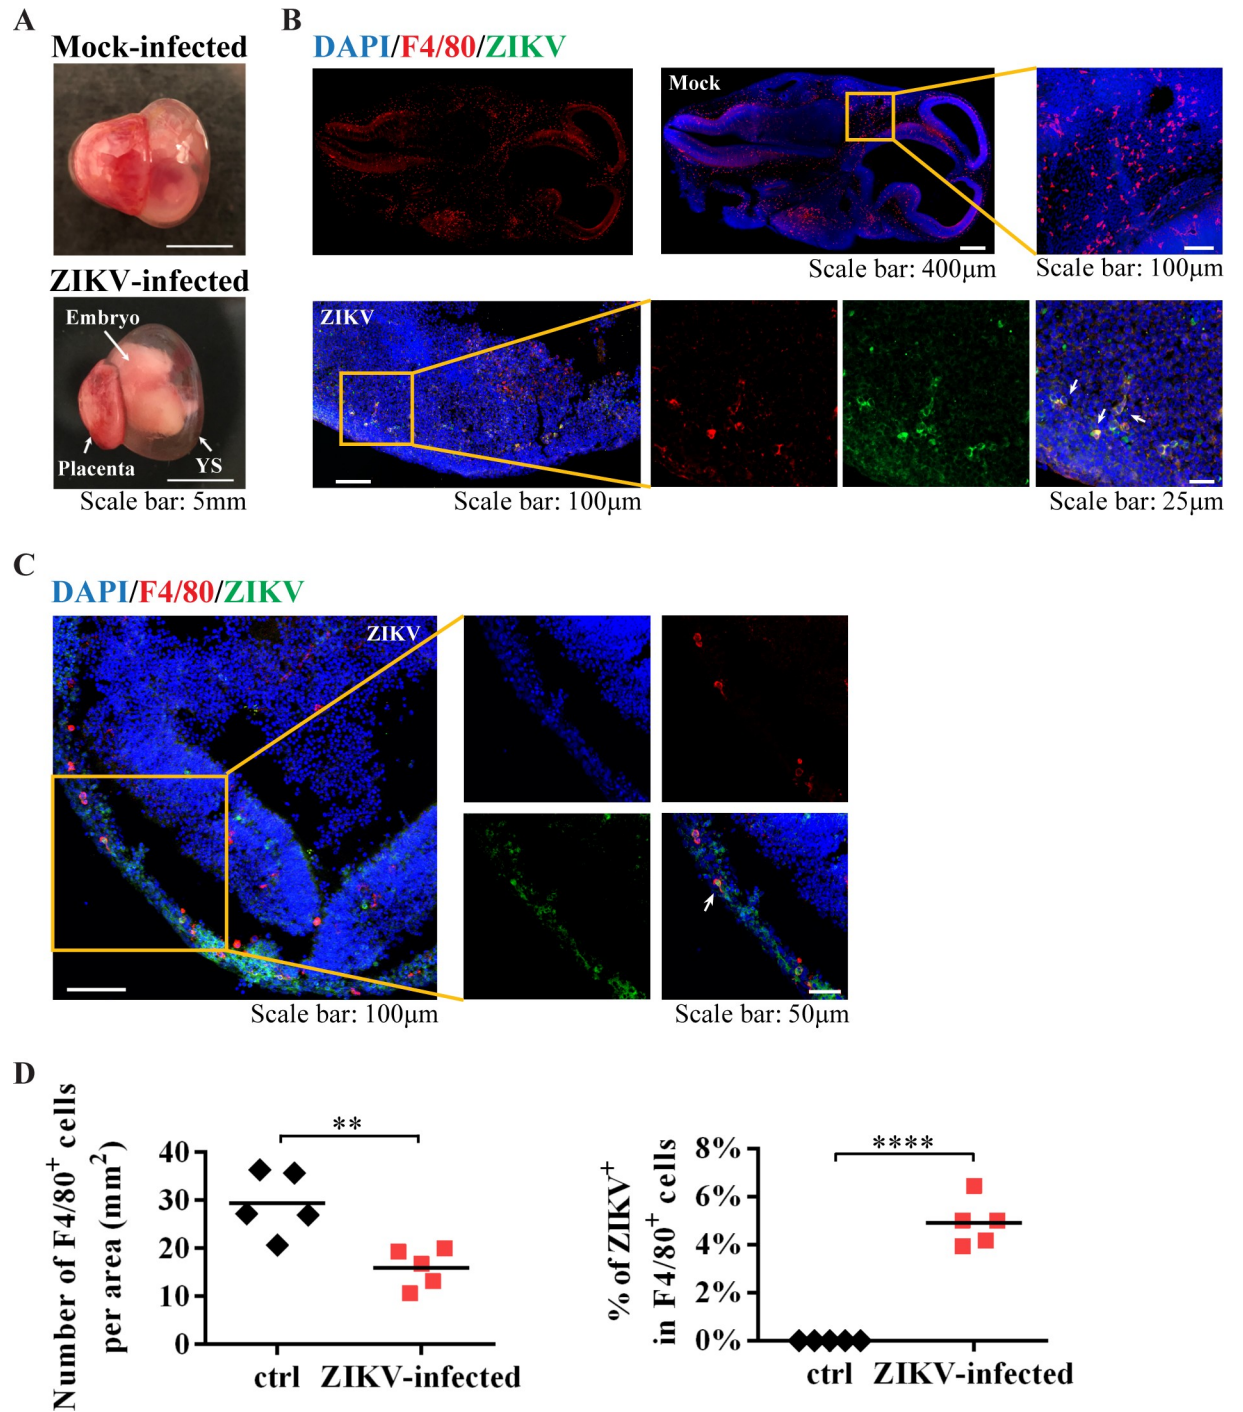 A
Mock-infected
ZIKV-infected
Embryo
Placenta
YS
Scale bar: 5mm
B
DAPI/F4/80/ZIKV
Mock
Scale bar: 400μm
Scale bar: 100μm
ZIKV
Scale bar: 100μm
Scale bar: 25μm
C
DAPI/F4/80/ZIKV
ZIKV
Scale bar: 100μm
Scale bar: 50μm
D
Number of F4/80⁺ cells
per area (mm²)
**
40
30
20
10
0
ctrl ZIKV-infected
% of ZIKV⁺
in F4/80⁺ cells
****
8%
6%
4%
2%
0%
ctrl ZIKV-infected